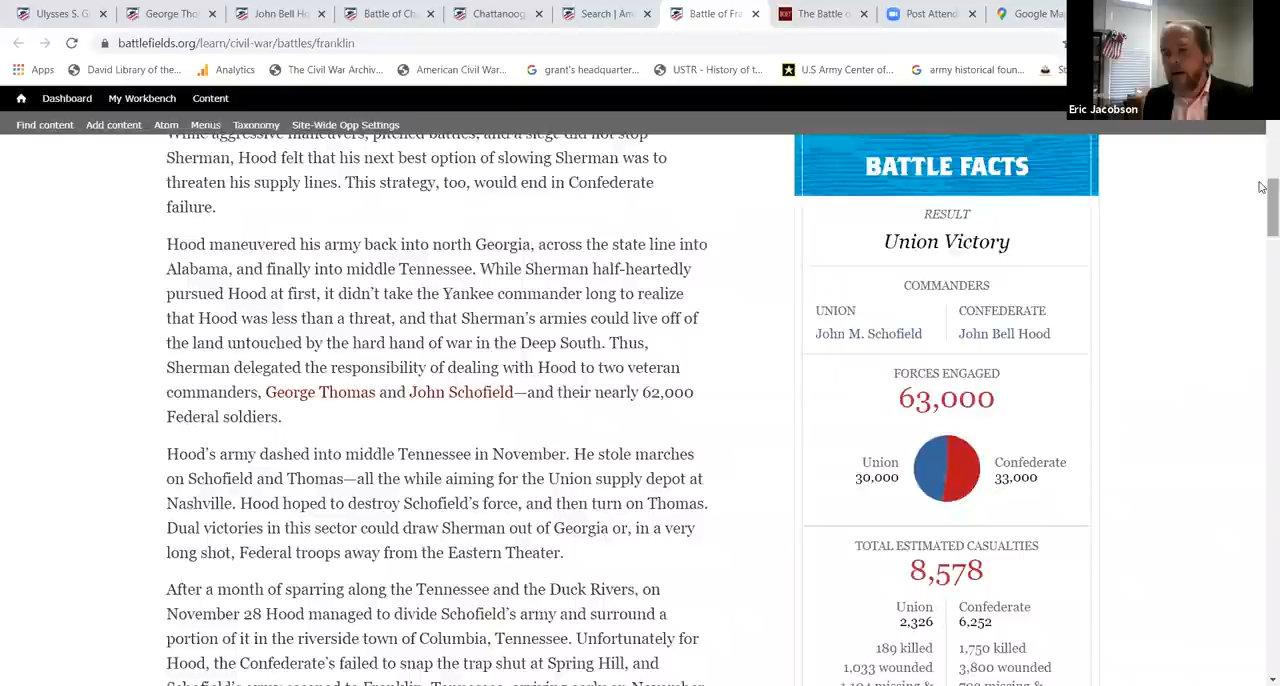 Ulysses S. G
George Tho
John Bell Ho
Battle of Ch
Chattanoog
Search | Am
Battle of Fra
The Battle o
Post Attend
Google Ma
battlefields.org/learn/civil-war/battles/franklin
Apps
David Library of the...
Analytics
The Civil War Archiv...
American Civil War...
grant's headquarter...
USTR - History of t...
U.S Army Center of...
army historical foun...
Eric Jacobson
Dashboard
My Workbench
Content
Find content
Add content
Atom
Menus
Taxonomy
Site-Wide Opp Settings
While aggressive maneuvers, pitched battles, and a siege did not stop
Sherman, Hood felt that his next best option of slowing Sherman was to
threaten his supply lines. This strategy, too, would end in Confederate
failure.
Hood maneuvered his army back into north Georgia, across the state line into
Alabama, and finally into middle Tennessee. While Sherman half-heartedly
pursued Hood at first, it didn't take the Yankee commander long to realize
that Hood was less than a threat, and that Sherman's armies could live off of
the land untouched by the hard hand of war in the Deep South. Thus,
Sherman delegated the responsibility of dealing with Hood to two veteran
commanders, George Thomas and John Schofield—and their nearly 62,000
Federal soldiers.
Hood's army dashed into middle Tennessee in November. He stole marches
on Schofield and Thomas—all the while aiming for the Union supply depot at
Nashville. Hood hoped to destroy Schofield's force, and then turn on Thomas.
Dual victories in this sector could draw Sherman out of Georgia or, in a very
long shot, Federal troops away from the Eastern Theater.
After a month of sparring along the Tennessee and the Duck Rivers, on
November 28 Hood managed to divide Schofield's army and surround a
portion of it in the riverside town of Columbia, Tennessee. Unfortunately for
Hood, the Confederate's failed to snap the trap shut at Spring Hill, and
BATTLE FACTS
RESULT
Union Victory
COMMANDERS
UNION
CONFEDERATE
John M. Schofield
John Bell Hood
FORCES ENGAGED
63,000
Union
30,000
Confederate
33,000
TOTAL ESTIMATED CASUALTIES
8,578
Union
2,326
Confederate
6,252
189 killed
1,750 killed
1,033 wounded
3,800 wounded